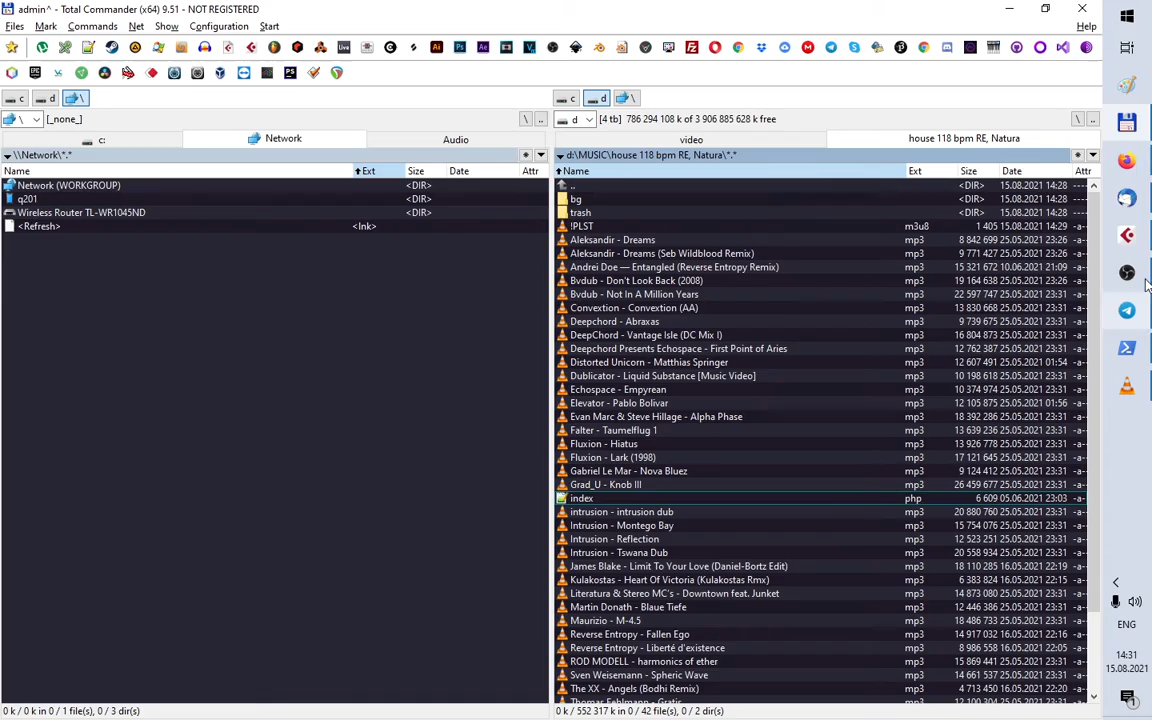 admin^ - Total Commander (x64) 9.51 - NOT REGISTERED
Files Mark Commands Net Show Configuration Start Help
c d \ c d \
\ [_none_] \ .. d [4 tb] 786 294 108 k of 3 906 885 628 k free \ ..
c: Network Audio video house 118 bpm RE, Natura
\\Network\*.* * d:\MUSIC\house 118 bpm RE, Natura\*.* *
Name Ext Size Date Attr Name Ext Size Date Attr
Network (WORKGROUP) <DIR>
q201 <DIR>
Wireless Router TL-WR1045ND <DIR>
<Refresh> <lnk>
.. <DIR> 15.08.2021 14:28 ----
bg <DIR> 15.08.2021 14:28 ----
trash <DIR> 15.08.2021 14:28 ----
!PLST m3u8 1 405 15.08.2021 14:29 -a--
Aleksandir - Dreams mp3 8 842 699 25.05.2021 23:26 -a--
Aleksandir - Dreams (Seb Wildblood Remix) mp3 9 771 427 25.05.2021 23:26 -a--
Andrei Doe — Entangled (Reverse Entropy Remix) mp3 15 321 672 10.06.2021 21:09 -a--
Bvdub - Don't Look Back (2008) mp3 19 164 638 25.05.2021 23:26 -a--
Bvdub - Not In A Million Years mp3 22 597 747 25.05.2021 23:31 -a--
Convextion - Convextion (AA) mp3 13 830 668 25.05.2021 23:31 -a--
Deepchord - Abraxas mp3 9 739 675 25.05.2021 23:31 -a--
DeepChord - Vantage Isle (DC Mix I) mp3 16 804 873 25.05.2021 23:31 -a--
Deepchord Presents Echospace - First Point of Aries mp3 12 762 387 25.05.2021 23:31 -a--
Distorted Unicorn - Matthias Springer mp3 12 607 491 25.05.2021 01:54 -a--
Dublicator - Liquid Substance [Music Video] mp3 10 198 618 25.05.2021 23:31 -a--
Echospace - Empyrean mp3 10 374 974 25.05.2021 23:31 -a--
Elevator - Pablo Bolivar mp3 12 105 875 25.05.2021 01:56 -a--
Evan Marc & Steve Hillage - Alpha Phase mp3 18 392 286 25.05.2021 23:31 -a--
Falter - Taumelflug 1 mp3 13 639 236 25.05.2021 23:31 -a--
Fluxion - Hiatus mp3 13 926 778 25.05.2021 23:31 -a--
Fluxion - Lark (1998) mp3 17 121 645 25.05.2021 23:31 -a--
Gabriel Le Mar - Nova Bluez mp3 9 124 412 25.05.2021 23:31 -a--
Grad_U - Knob III mp3 26 459 677 25.05.2021 23:31 -a--
index php 6 609 05.06.2021 23:03 -a--
intrusion - intrusion dub mp3 20 880 760 25.05.2021 23:31 -a--
Intrusion - Montego Bay mp3 15 754 076 25.05.2021 23:31 -a--
Intrusion - Reflection mp3 12 523 251 25.05.2021 23:31 -a--
Intrusion - Tswana Dub mp3 20 558 934 25.05.2021 23:31 -a--
James Blake - Limit To Your Love (Daniel-Bortz Edit) mp3 18 110 285 16.05.2021 22:19 -a--
Kulakostas - Heart Of Victoria (Kulakostas Rmx) mp3 6 383 824 16.05.2021 22:15 -a--
Literatura & Stereo MC's - Downtown feat. Junket mp3 14 873 080 25.05.2021 23:31 -a--
Martin Donath - Blaue Tiefe mp3 12 446 386 25.05.2021 23:31 -a--
Maurizio - M-4.5 mp3 18 486 733 25.05.2021 23:31 -a--
Reverse Entropy - Fallen Ego mp3 14 917 032 16.05.2021 22:16 -a--
Reverse Entropy - Liberté d'existence mp3 8 986 558 16.05.2021 22:05 -a--
ROD MODELL - harmonics of ether mp3 15 869 441 25.05.2021 23:31 -a--
Sven Weisemann - Spheric Wave mp3 14 661 537 25.05.2021 23:31 -a--
The XX - Angels (Bodhi Remix) mp3 4 713 450 16.05.2021 22:20 -a--
0 k / 0 k in 0 / 1 file(s), 0 / 3 dir(s) 0 k / 552 317 k in 0 / 42 file(s), 0 / 2 dir(s)
ENG
14:31
15.08.2021
1